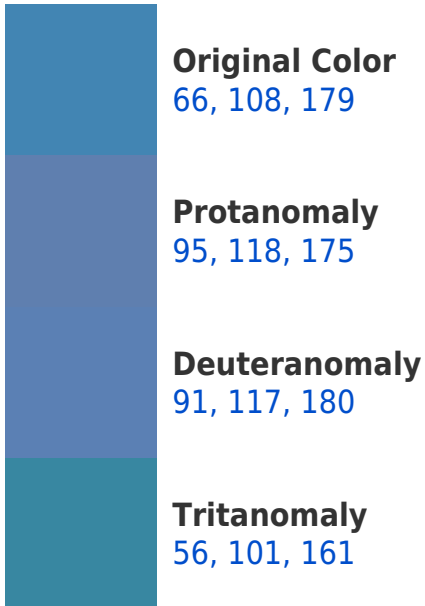 Original Color
66, 108, 179
Protanomaly
95, 118, 175
Deuteranomaly
91, 117, 180
Tritanomaly
56, 101, 161